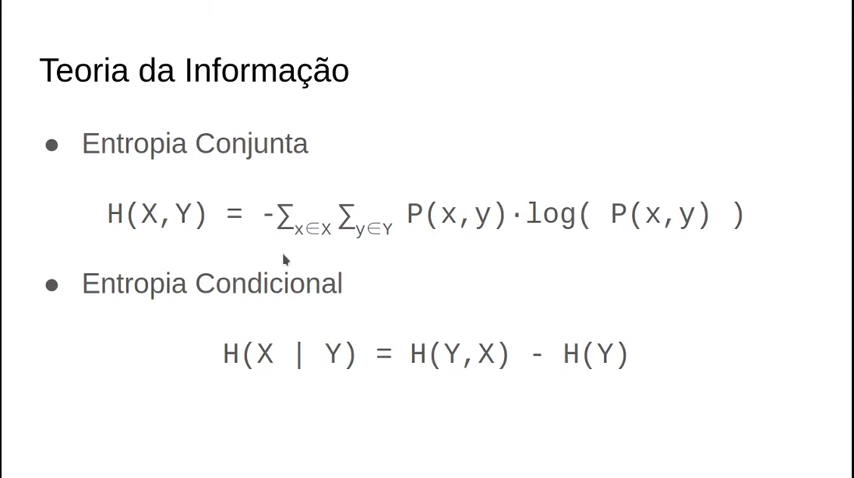 Teoria da Informação
● Entropia Conjunta
H(X,Y) = -∑x∈X ∑y∈Y P(x,y)·log( P(x,y) )
● Entropia Condicional
H(X | Y) = H(Y,X) - H(Y)